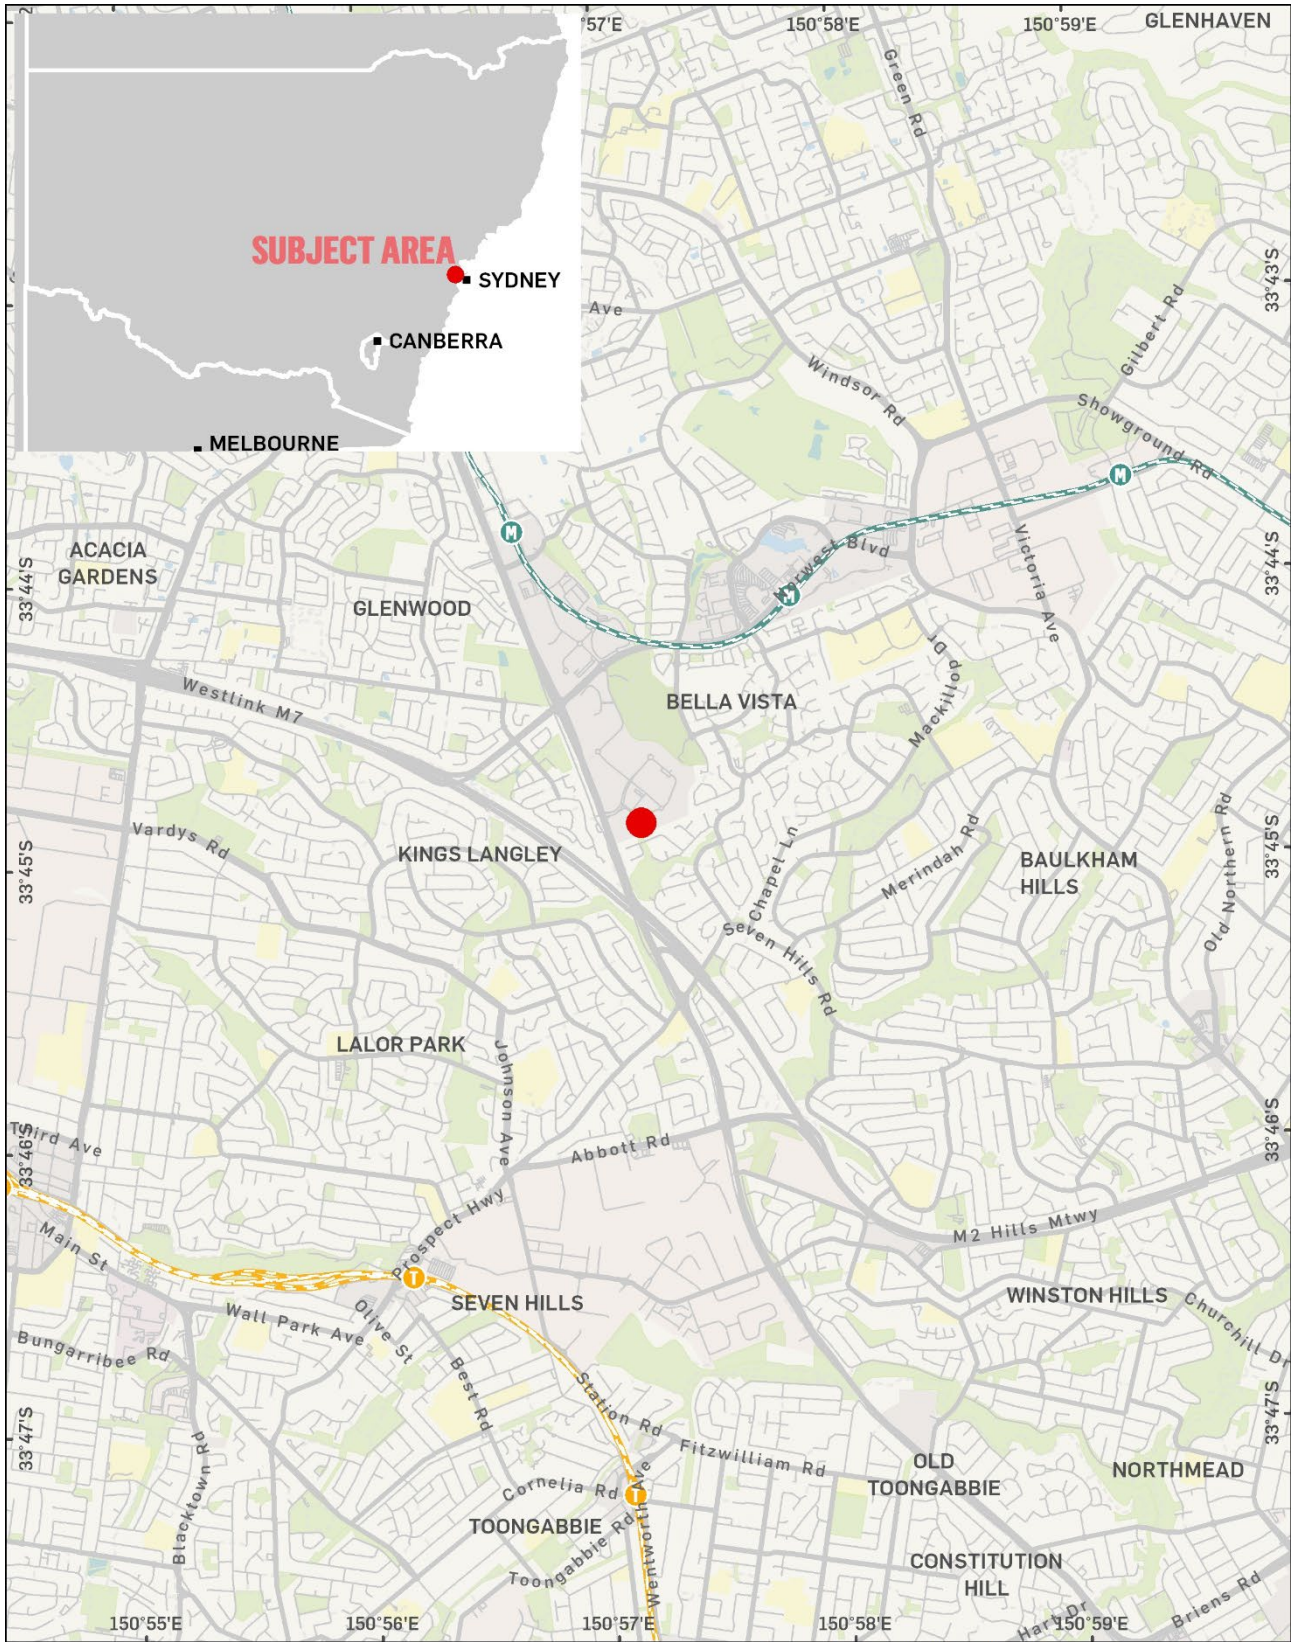 57'E
150°58'E
150°59'E
GLENHAVEN
Green Rd
SUBJECT AREA
SYDNEY
CANBERRA
MELBOURNE
Ave
33°43'S
Gilbert Rd
Windsor Rd
Showground Rd
M
M
M
Norwest Blvd
Victoria Ave
ACACIA
GARDENS
33°44'S
33°44'S
GLENWOOD
Mackillop Dr
Westlink M7
BELLA VISTA
Vardys Rd
KINGS LANGLEY
Chapel Ln
Merindah Rd
BAULKHAM
HILLS
Old Northern Rd
33°45'S
33°45'S
Seven Hills Rd
LALOR PARK
Johnson Ave
Third Ave
33°46'S
33°46'S
Abbott Rd
Prospect Hwy
Main St
M2 Hills Mtwy
T
SEVEN HILLS
WINSTON HILLS
Churchill Dr
Wall Park Ave
Olive St
Bungarribee Rd
Best Rd
Station Rd
33°47'S
33°47'S
Fitzwilliam Rd
Blacktown Rd
OLD
TOONGABBIE
NORTHMEAD
Cornelia Rd
T
TOONGABBIE
Toongabbie Rd
Wentworth Ave
CONSTITUTION
HILL
Hart Dr
Briens Rd
150°55'E
150°56'E
150°57'E
150°58'E
150°59'E